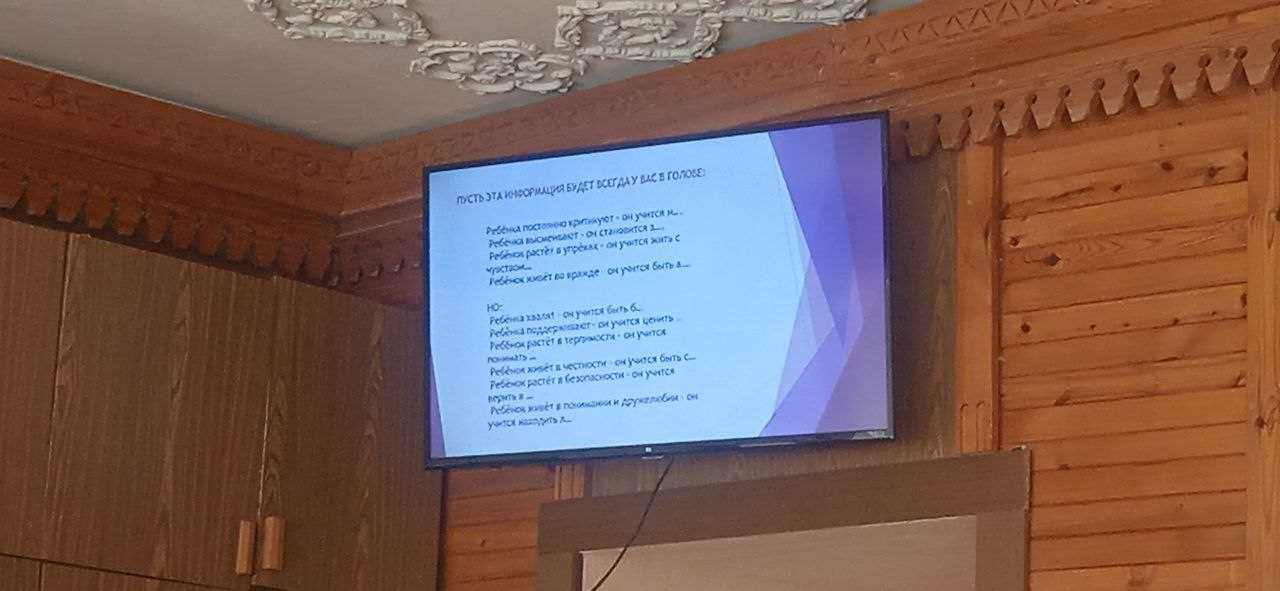 ПУСТЬ ЭТА ИНФОРМАЦИЯ БУДЕТ ВСЕГДА У ВАС В ГОЛОВЕ:
Ребёнка постоянно критикуют - он учится н...
Ребёнка высмеивают - он становится з...
Ребёнок растёт в упрёках - он учится жить с
чувством...
Ребёнок живёт во вражде - он учится быть а...
НО:
Ребёнка хвалят - он учится быть б...
Ребёнка поддерживают - он учится ценить ...
Ребёнок растёт в терпимости - он учится
понимать ...
Ребёнок живёт в честности - он учится быть с...
Ребёнок растёт в безопасности - он учится
верить в ...
Ребёнок живёт в понимании и дружелюбии - он
учится находить л...